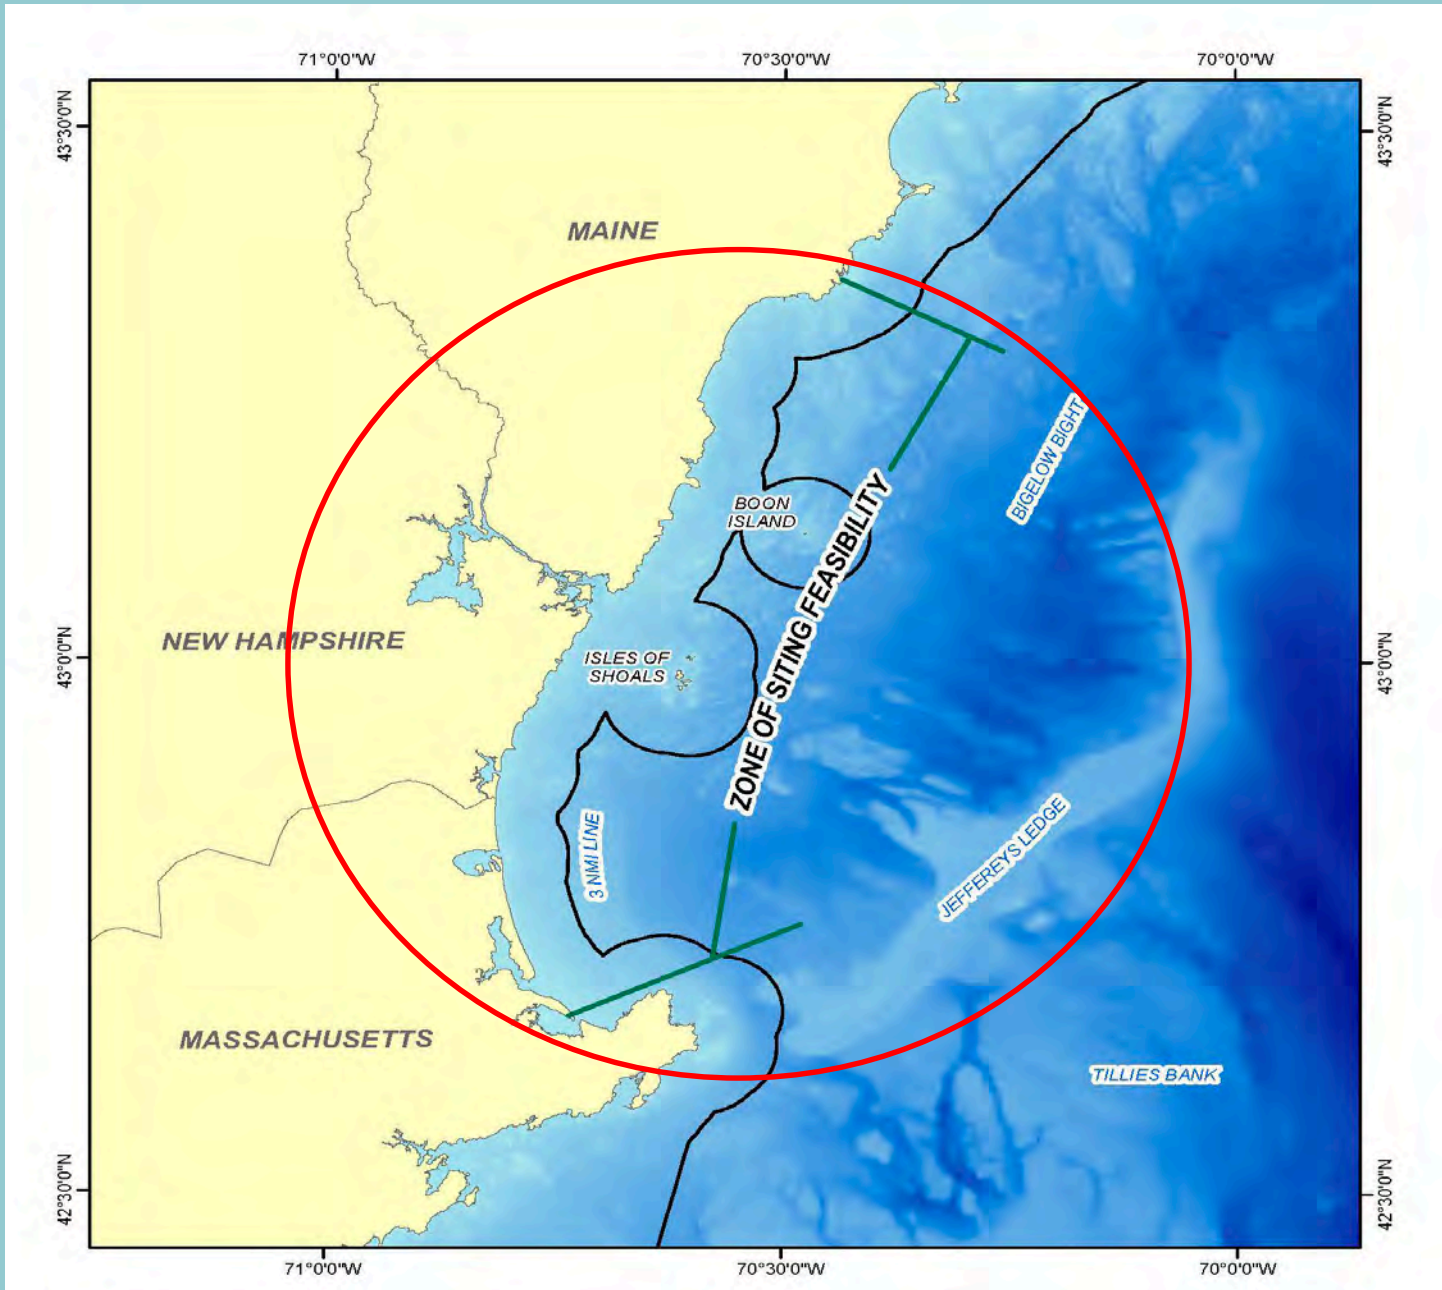 71°0'0"W
70°30'0"W
70°0'0"W
43°30'0"N
43°30'0"N
MAINE
BIGELOW BIGHT
BOON
ISLAND
ZONE OF SITING FEASIBILITY
NEW HAMPSHIRE
43°0'0"N
43°0'0"N
ISLES OF
SHOALS
3 NMI LINE
JEFFEREYS LEDGE
MASSACHUSETTS
TILLIES BANK
42°30'0"N
42°30'0"N
71°0'0"W
70°30'0"W
70°0'0"W